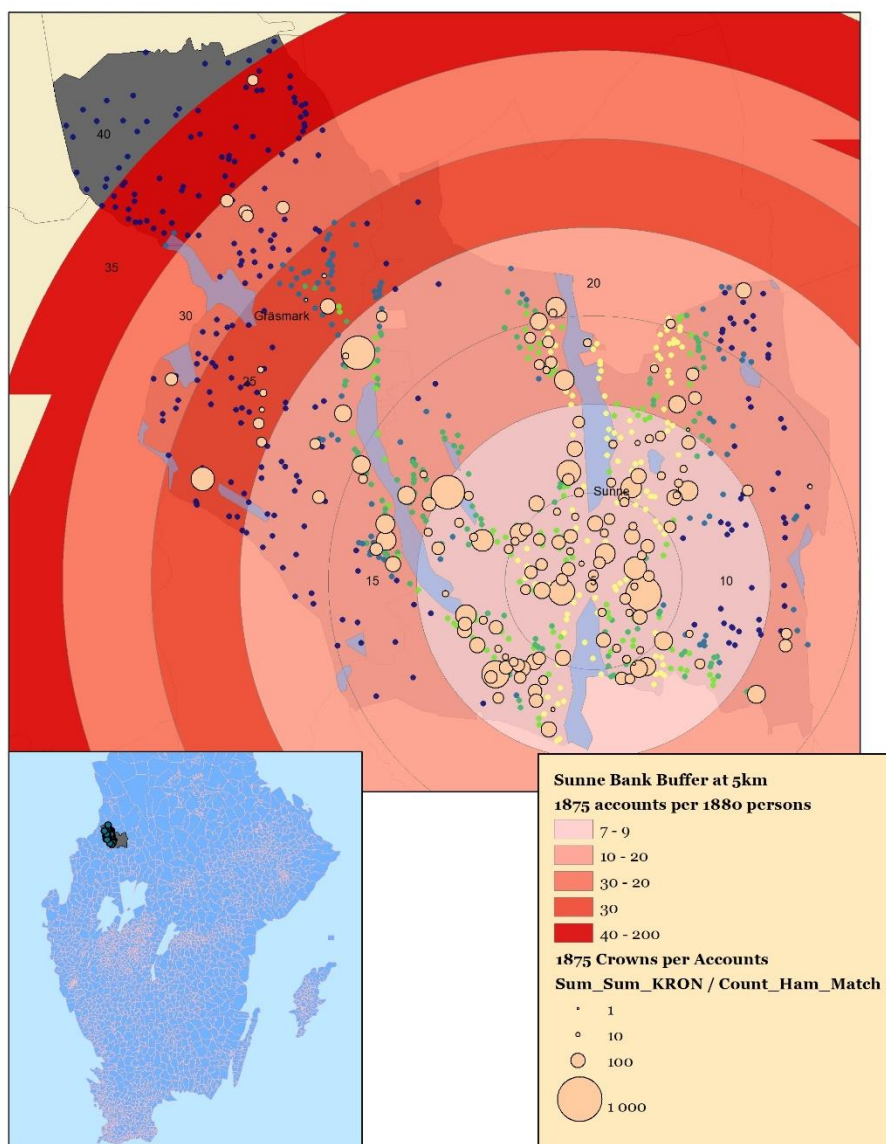 40
35
20
30
Gräsmark
25
Sunne
15
10
Sunne Bank Buffer at 5km
1875 accounts per 1880 persons
7 - 9
10 - 20
30 - 20
30
40 - 200
1875 Crowns per Accounts
Sum_Sum_KRON / Count_Ham_Match
1
10
100
1 000